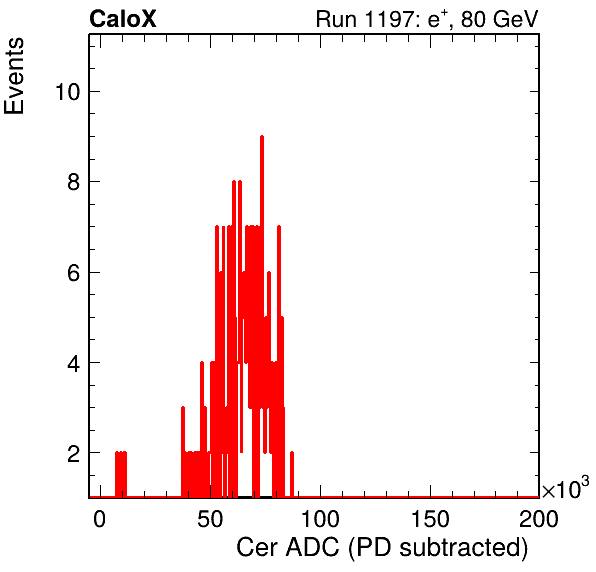 CaloX Run 1197: e⁺, 80 GeV
Events
10
8
6
4
2
0 50 100 150 200
×10³
Cer ADC (PD subtracted)